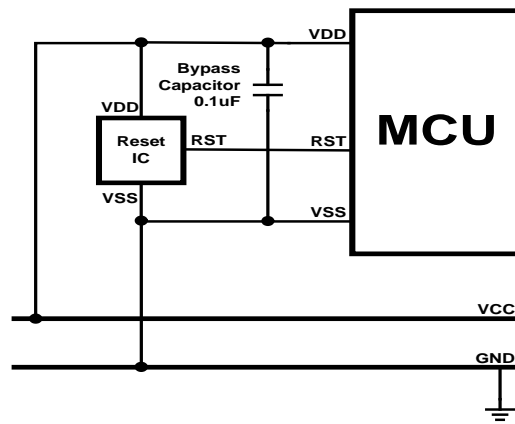 VDD
Bypass
Capacitor
0.1uF
VDD
MCU
Reset
IC
RST
RST
VSS
VSS
VCC
GND